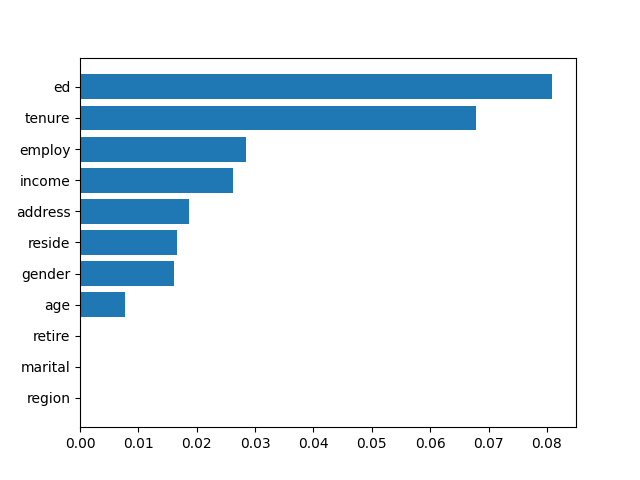 ed
tenure
employ
income
address
reside
gender
age
retire
marital
region
0.00 0.01 0.02 0.03 0.04 0.05 0.06 0.07 0.08